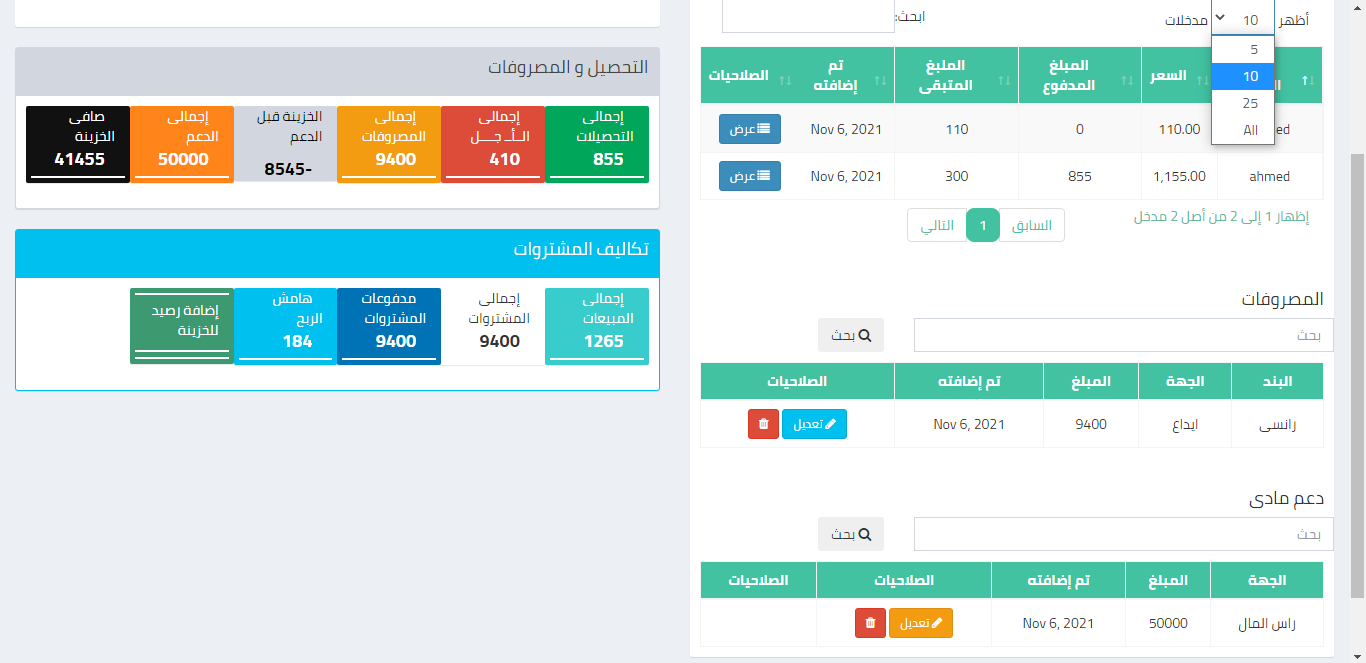 أظهر 10 مدخلات
5
10
25
All
ابحث:
السعر
المبلغ المدفوع
الملبغ المتبقى
تم إضافته
الصلاحيات
110.00
0
110
Nov 6, 2021
عرض
ahmed
1,155.00
855
300
Nov 6, 2021
عرض
إظهار 1 إلى 2 من أصل 2 مدخل
السابق
1
التالي
المصروفات
بحث
بحث
البند
الجهة
المبلغ
تم إضافته
الصلاحيات
رانسى
ايداع
9400
Nov 6, 2021
تعديل
دعم مادى
بحث
بحث
الجهة
المبلغ
تم إضافته
الصلاحيات
الصلاحيات
راس المال
50000
Nov 6, 2021
تعديل
التحصيل و المصروفات
إجمالى التحصيلات
855
إجمالى الــأــ جـــل
410
إجمالى المصروفات
9400
الخزينة قبل الدعم
-8545
إجمالى الدعم
50000
صافى الخزينة
41455
تكاليف المشتروات
إجمالى المبيعات
1265
إجمالى المشتروات
9400
مدفوعات المشتروات
9400
هامش الربح
184
إضافة رصيد للخزينة